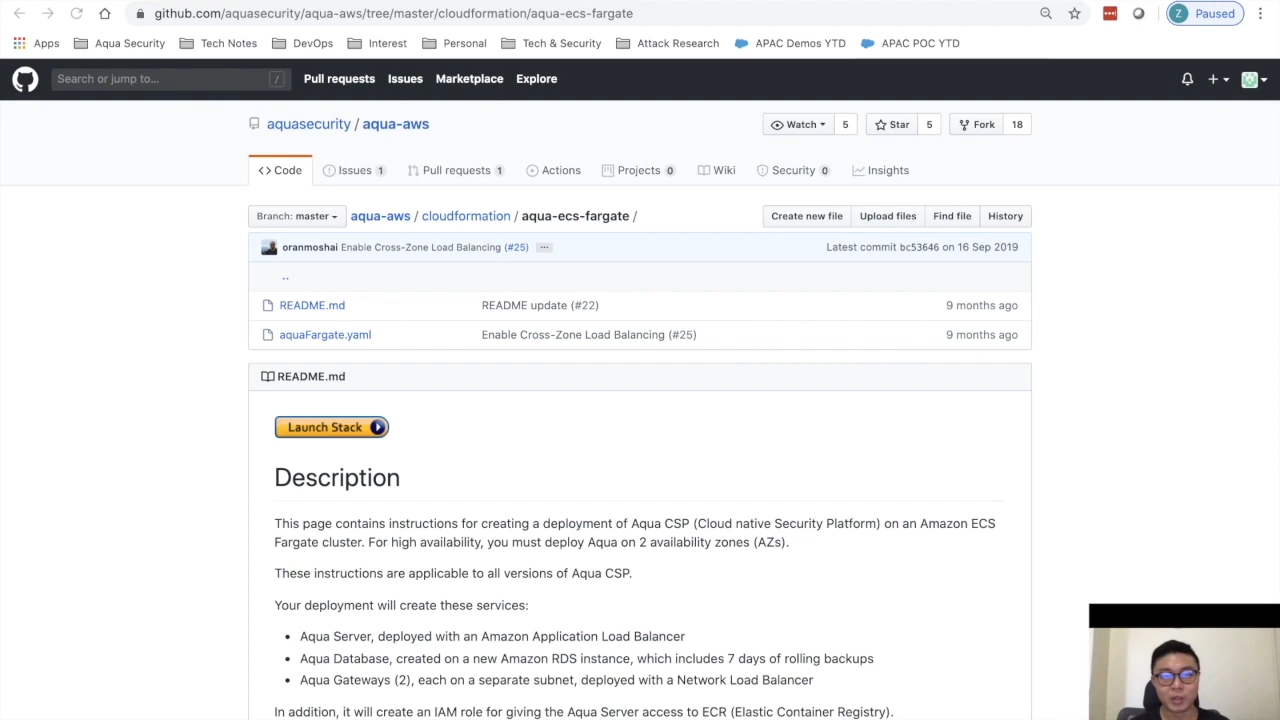 github.com/aquasecurity/aqua-aws/tree/master/cloudformation/aqua-ecs-fargate
Z Paused
Apps Aqua Security Tech Notes DevOps Interest Personal Tech & Security Attack Research APAC Demos YTD APAC POC YTD
Search or jump to... / Pull requests Issues Marketplace Explore
aquasecurity / aqua-aws Watch 5 Star 5 Fork 18
<> Code Issues 1 Pull requests 1 Actions Projects 0 Wiki Security 0 Insights
Branch: master aqua-aws / cloudformation / aqua-ecs-fargate / Create new file Upload files Find file History
oranmoshai Enable Cross-Zone Load Balancing (#25) ... Latest commit bc53646 on 16 Sep 2019
..
README.md README update (#22) 9 months ago
aquaFargate.yaml Enable Cross-Zone Load Balancing (#25) 9 months ago
README.md
Launch Stack
Description
This page contains instructions for creating a deployment of Aqua CSP (Cloud native Security Platform) on an Amazon ECS
Fargate cluster. For high availability, you must deploy Aqua on 2 availability zones (AZs).
These instructions are applicable to all versions of Aqua CSP.
Your deployment will create these services:
• Aqua Server, deployed with an Amazon Application Load Balancer
• Aqua Database, created on a new Amazon RDS instance, which includes 7 days of rolling backups
• Aqua Gateways (2), each on a separate subnet, deployed with a Network Load Balancer
In addition, it will create an IAM role for giving the Aqua Server access to ECR (Elastic Container Registry).